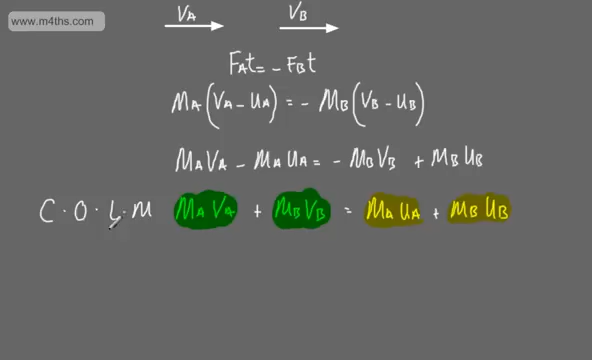 www.m4ths.com
VA VB
FAt = - FBt
MA(VA - UA) = - MB(VB - UB)
MAVA - MAUA = - MBVB + MBUB
C.O.L.M MAVA + MBVB = MAUA + MBUB